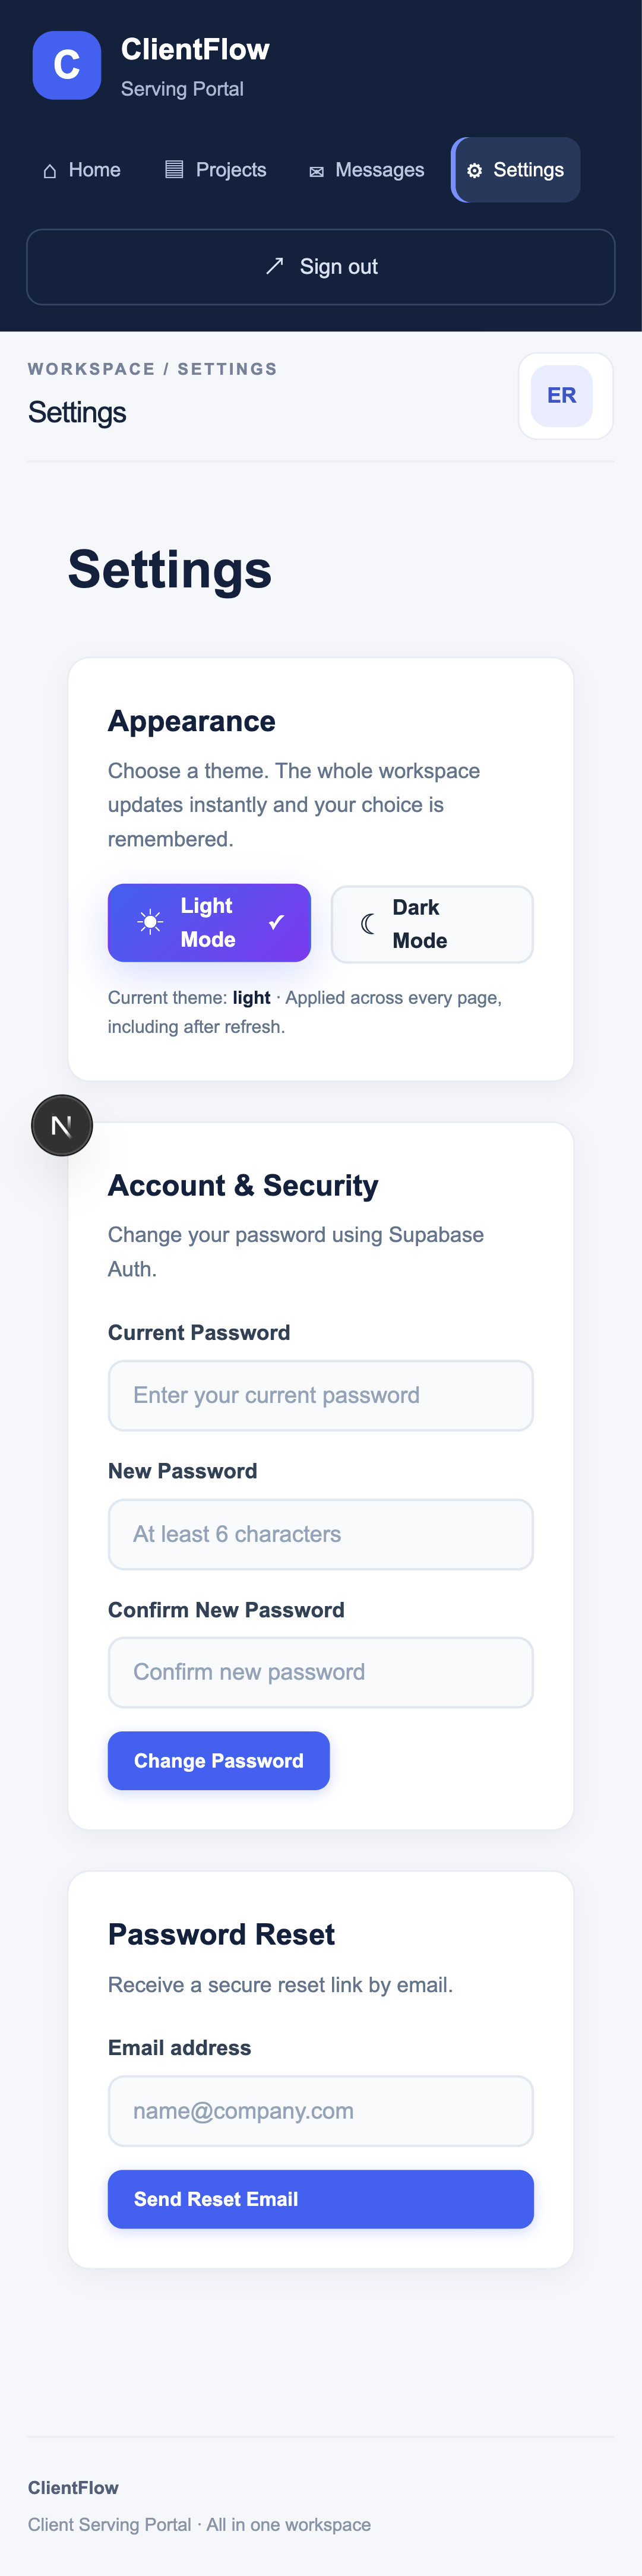 C
ClientFlow
Serving Portal
Home
Projects
Messages
Settings
Sign out
WORKSPACE / SETTINGS
Settings
ER
Settings
Appearance
Choose a theme. The whole workspace
updates instantly and your choice is
remembered.
Light
Mode
Dark
Mode
Current theme: light · Applied across every page,
including after refresh.
N
Account & Security
Change your password using Supabase
Auth.
Current Password
Enter your current password
New Password
At least 6 characters
Confirm New Password
Confirm new password
Change Password
Password Reset
Receive a secure reset link by email.
Email address
name@company.com
Send Reset Email
ClientFlow
Client Serving Portal · All in one workspace